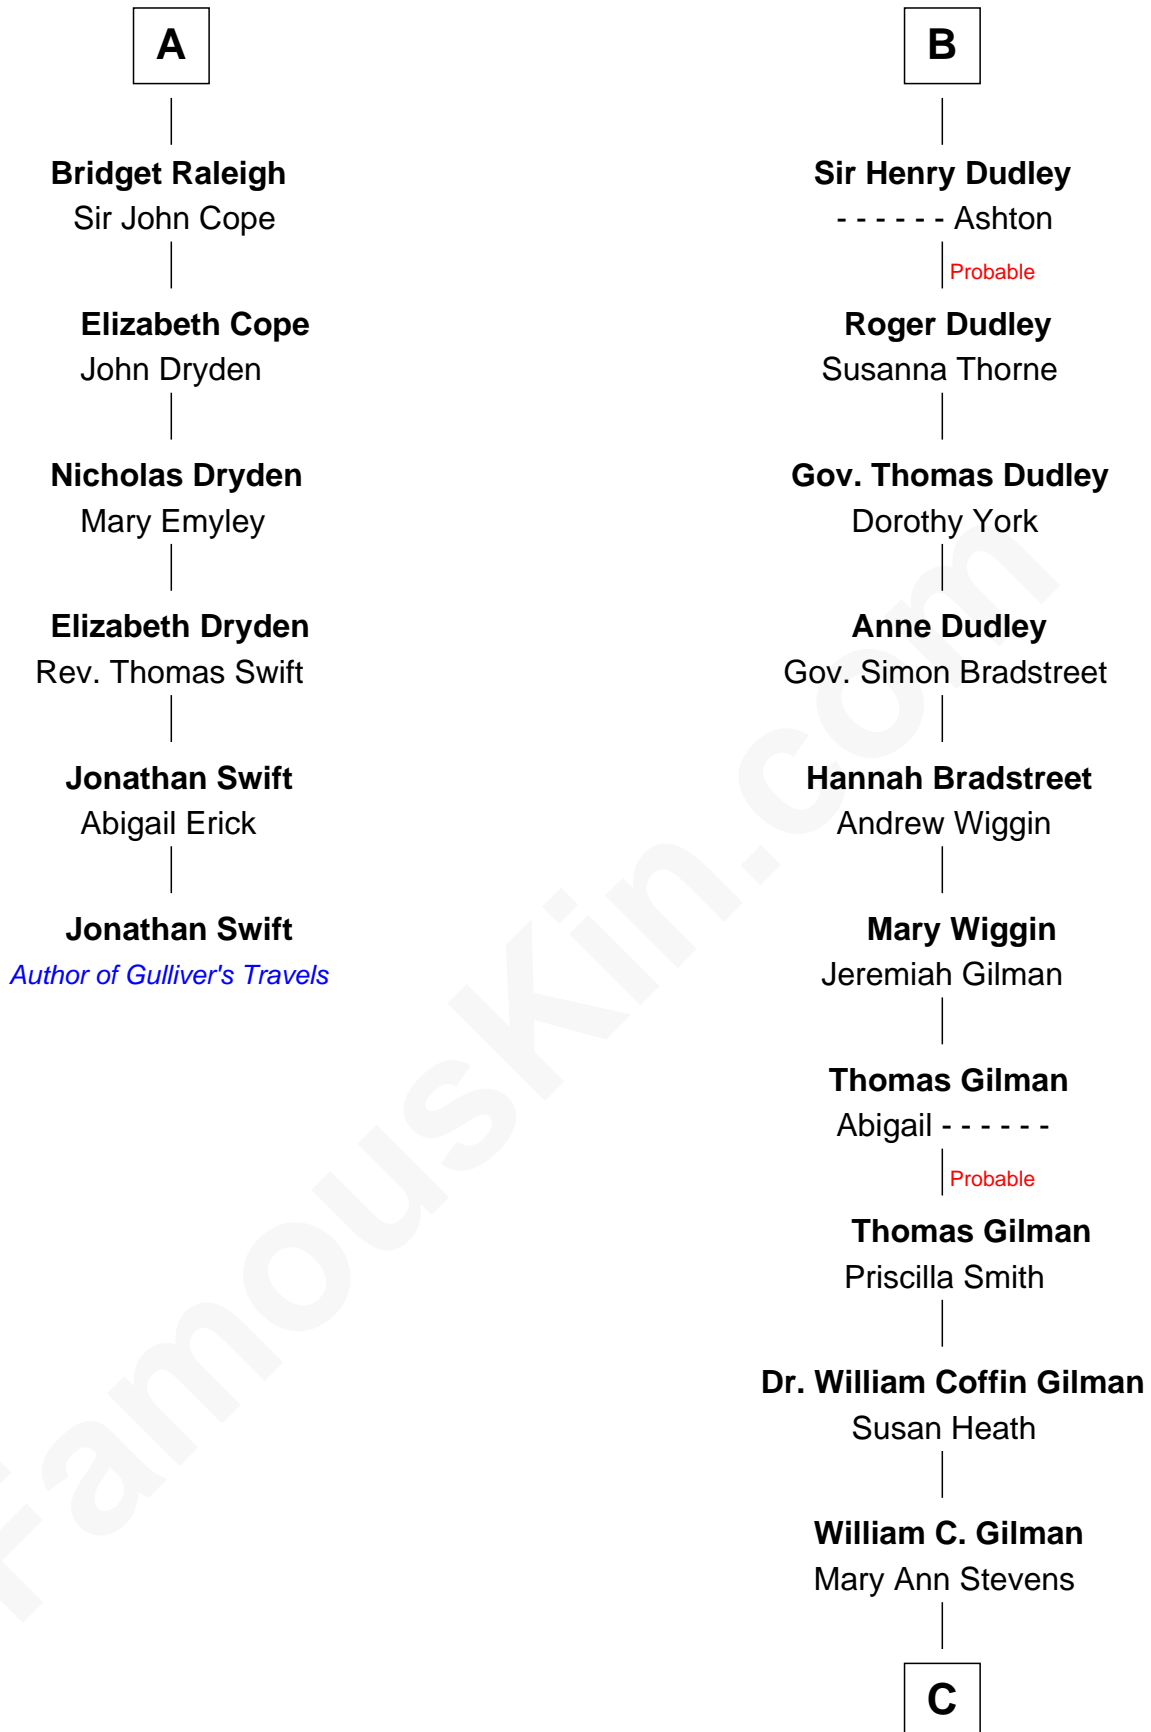 A
Bridget Raleigh
Sir John Cope
Elizabeth Cope
John Dryden
Nicholas Dryden
Mary Emyley
Elizabeth Dryden
Rev. Thomas Swift
Jonathan Swift
Abigail Erick
Jonathan Swift
Author of Gulliver's Travels
B
Sir Henry Dudley
- - - - - - Ashton
Probable
Roger Dudley
Susanna Thorne
Gov. Thomas Dudley
Dorothy York
Anne Dudley
Gov. Simon Bradstreet
Hannah Bradstreet
Andrew Wiggin
Mary Wiggin
Jeremiah Gilman
Thomas Gilman
Abigail - - - - - -
Probable
Thomas Gilman
Priscilla Smith
Dr. William Coffin Gilman
Susan Heath
William C. Gilman
Mary Ann Stevens
C
FamousKin.com